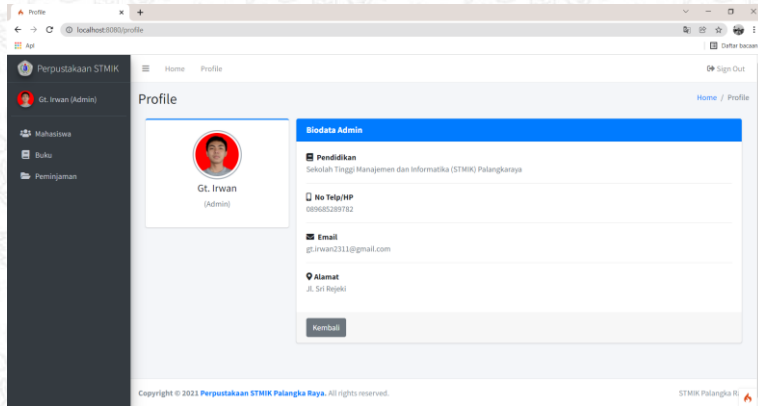 Profile
localhost:8080/profile
Apl
Daftar bacaan
Perpustakaan STMIK
Home Profile
Sign Out
Gt. Irwan (Admin)
Profile
Home / Profile
Mahasiswa
Buku
Peminjaman
Gt. Irwan
(Admin)
Biodata Admin
Pendidikan
Sekolah Tinggi Manajemen dan Informatika (STMIK) Palangkaraya
No Telp/HP
089685289782
Email
gt.irwan2311@gmail.com
Alamat
Jl. Sri Rejeki
Kembali
Copyright © 2021 Perpustakaan STMIK Palangka Raya. All rights reserved.
STMIK Palangka R